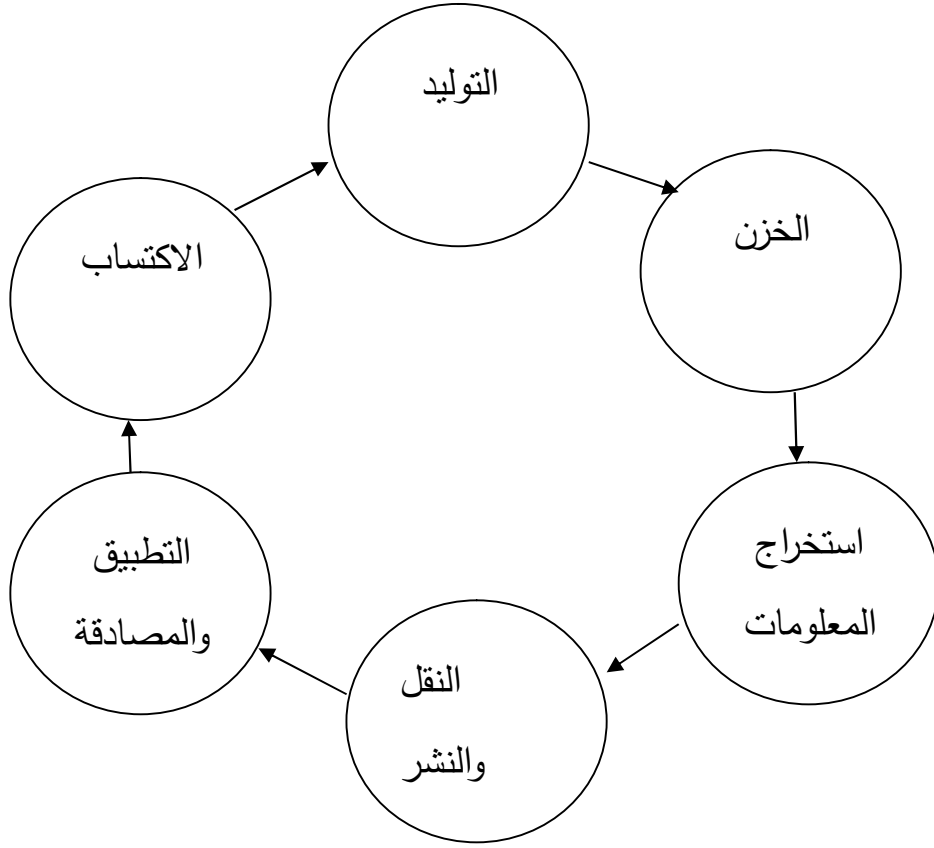 التوليد
الخزن
استخراج
المعلومات
النقل
والنشر
التطبيق
والمصادقة
الاكتساب